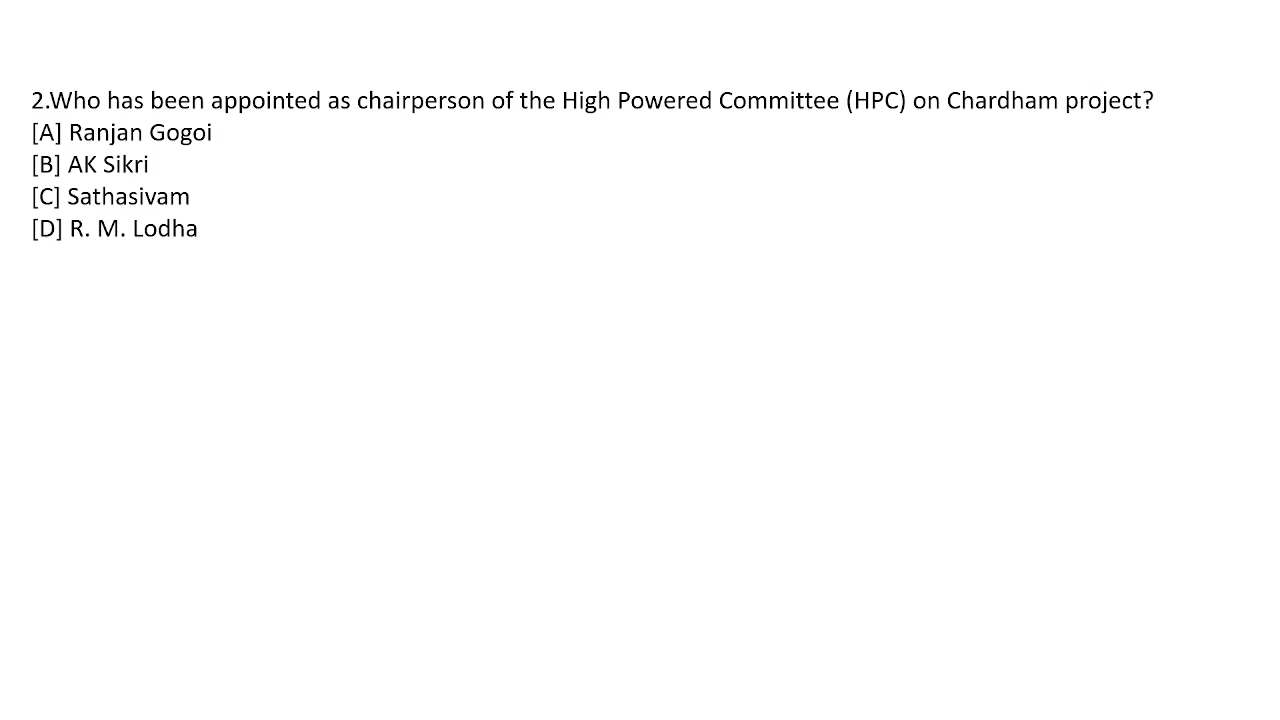 2.Who has been appointed as chairperson of the High Powered Committee (HPC) on Chardham project?
[A] Ranjan Gogoi
[B] AK Sikri
[C] Sathasivam
[D] R. M. Lodha